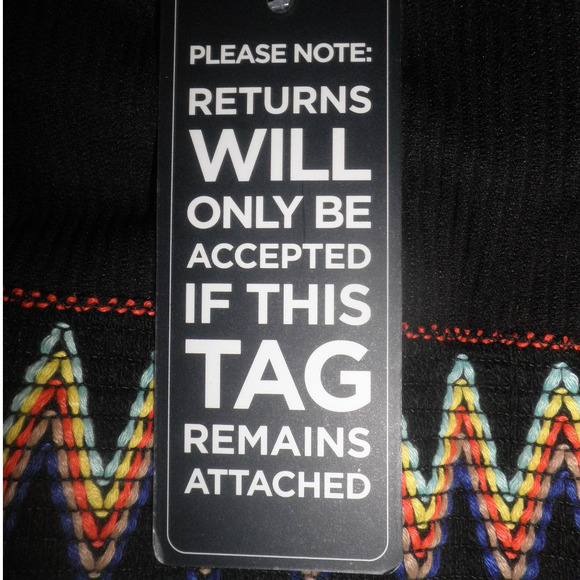 PLEASE NOTE:
RETURNS
WILL
ONLY BE
ACCEPTED
IF THIS
TAG
REMAINS
ATTACHED